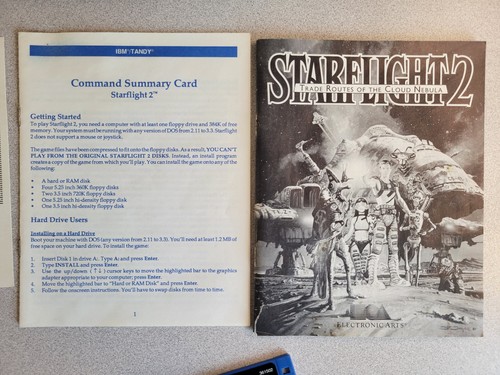 IBM®/TANDY®
Command Summary Card
Starflight 2™
Getting Started
To play Starflight 2, you need a computer with at least one floppy drive and 384K of free
memory. Your system must be running with any version of DOS from 2.11 to 3.3. Starflight
2 does not support a mouse or joystick.
The game files have been compressed to fit onto the floppy disks. As a result, YOU CAN'T
PLAY FROM THE ORIGINAL STARFLIGHT 2 DISKS. Instead, an install program
creates a copy of the game from which you'll play. You can install the game onto any of the
following:
• A hard or RAM disk
• Four 5.25 inch 360K floppy disks
• Two 3.5 inch 720K floppy disks
• One 5.25 inch hi-density floppy disk
• One 3.5 inch hi-density floppy disk
Hard Drive Users
Installing on a Hard Drive
Boot your machine with DOS (any version from 2.11 to 3.3). You'll need at least 1.2 MB of
free space on your hard drive. To install the game:
1. Insert Disk 1 in drive A:. Type A: and press Enter.
2. Type INSTALL and press Enter.
3. Use the up/down (↑↓) cursor keys to move the highlighted bar to the graphics
adapter appropriate to your computer; press Enter.
4. Move the highlighted bar to "Hard or RAM Disk" and press Enter.
5. Follow the onscreen instructions. You'll have to swap disks from time to time.
1
STARFLIGHT 2
TRADE ROUTES OF THE CLOUD NEBULA
ELECTRONIC ARTS®